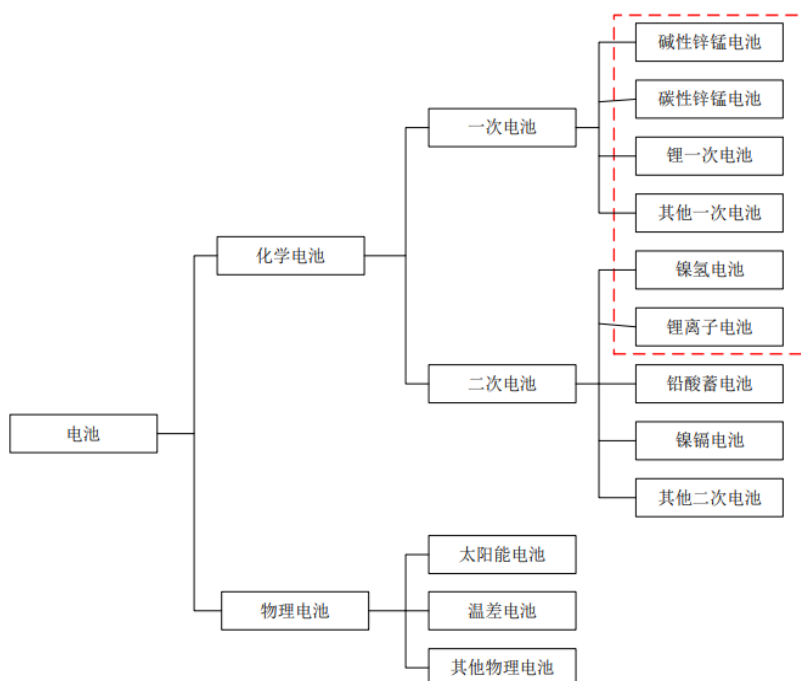 碱性锌锰电池
碳性锌锰电池
一次电池
锂一次电池
其他一次电池
化学电池
镍氢电池
锂离子电池
二次电池
铅酸蓄电池
电池
镍镉电池
其他二次电池
太阳能电池
物理电池
温差电池
其他物理电池